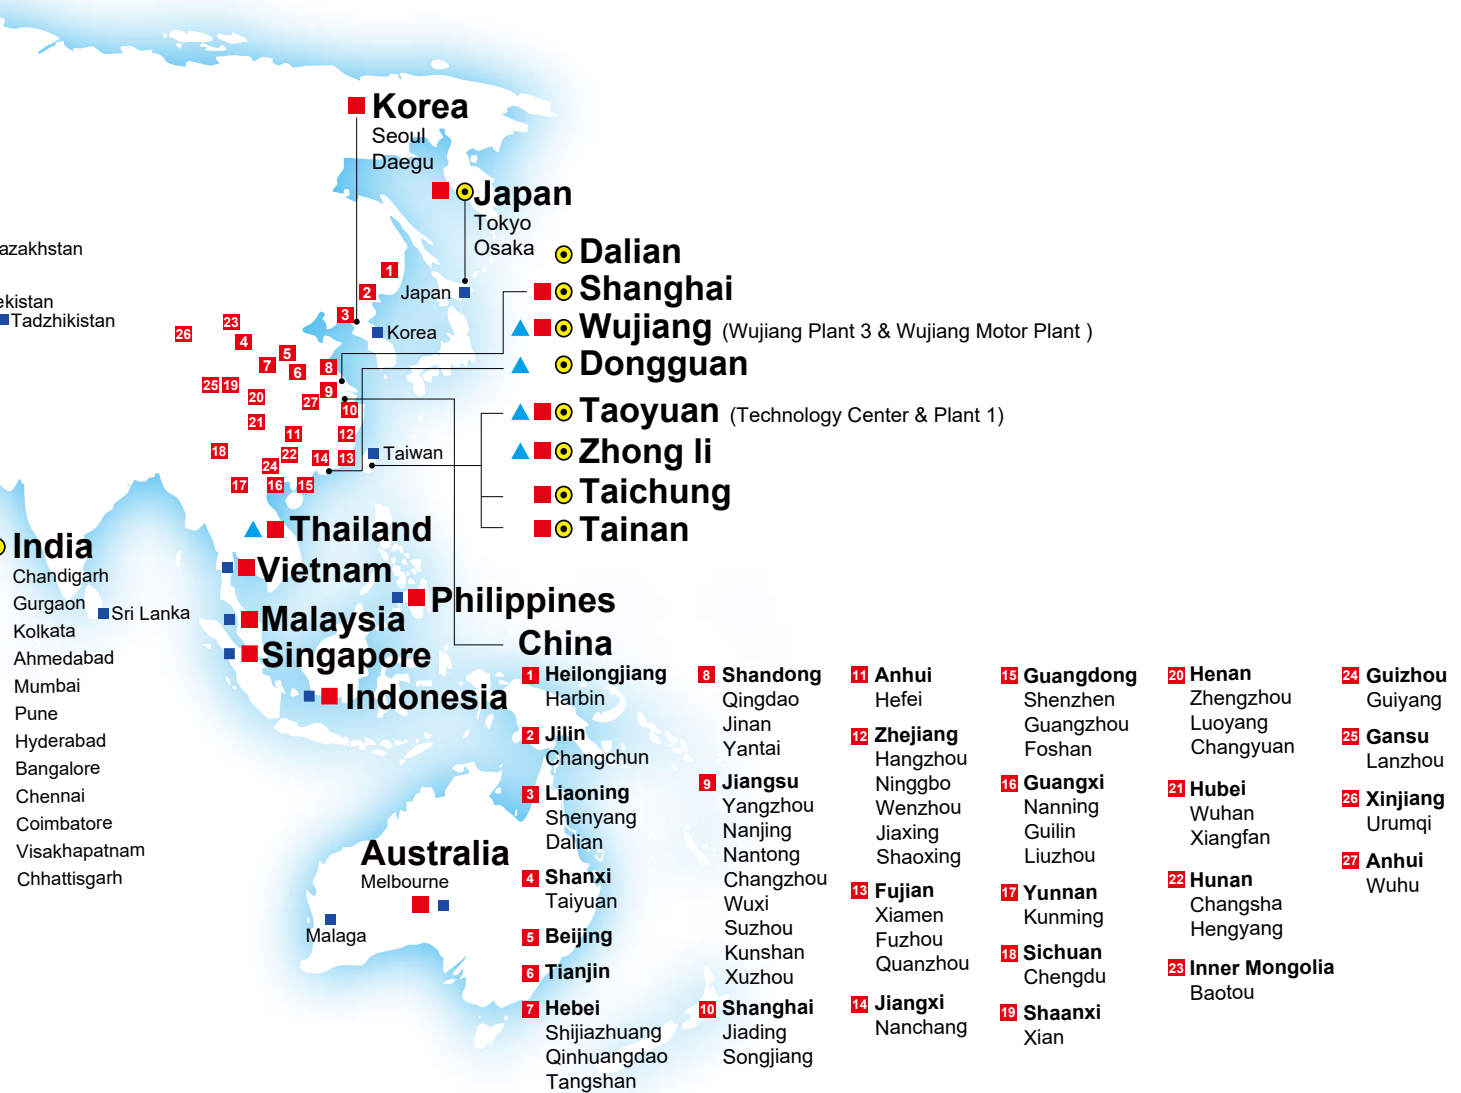 Korea
Seoul
Daegu
Japan
Tokyo
Osaka
azakhstan
ekistan
Tadzhikistan
Japan
Korea
Taiwan
1
2
3
26
23
4
5
7
6
8
25
19
20
9
27
10
21
11
12
18
22
24
14
13
17
16
15
Dalian
Shanghai
Wujiang (Wujiang Plant 3 & Wujiang Motor Plant )
Dongguan
Taoyuan (Technology Center & Plant 1)
Zhong li
Taichung
Tainan
Thailand
Vietnam
Malaysia
Singapore
Indonesia
Philippines
India
Chandigarh
Gurgaon
Kolkata
Ahmedabad
Mumbai
Pune
Hyderabad
Bangalore
Chennai
Coimbatore
Visakhapatnam
Chhattisgarh
Sri Lanka
Australia
Melbourne
Malaga
China
1 Heilongjiang
Harbin
2 Jilin
Changchun
3 Liaoning
Shenyang
Dalian
4 Shanxi
Taiyuan
5 Beijing
6 Tianjin
7 Hebei
Shijiazhuang
Qinhuangdao
Tangshan
8 Shandong
Qingdao
Jinan
Yantai
9 Jiangsu
Yangzhou
Nanjing
Nantong
Changzhou
Wuxi
Suzhou
Kunshan
Xuzhou
10 Shanghai
Jiading
Songjiang
11 Anhui
Hefei
12 Zhejiang
Hangzhou
Ninggbo
Wenzhou
Jiaxing
Shaoxing
13 Fujian
Xiamen
Fuzhou
Quanzhou
14 Jiangxi
Nanchang
15 Guangdong
Shenzhen
Guangzhou
Foshan
16 Guangxi
Nanning
Guilin
Liuzhou
17 Yunnan
Kunming
18 Sichuan
Chengdu
19 Shaanxi
Xian
20 Henan
Zhengzhou
Luoyang
Changyuan
21 Hubei
Wuhan
Xiangfan
22 Hunan
Changsha
Hengyang
23 Inner Mongolia
Baotou
24 Guizhou
Guiyang
25 Gansu
Lanzhou
26 Xinjiang
Urumqi
27 Anhui
Wuhu